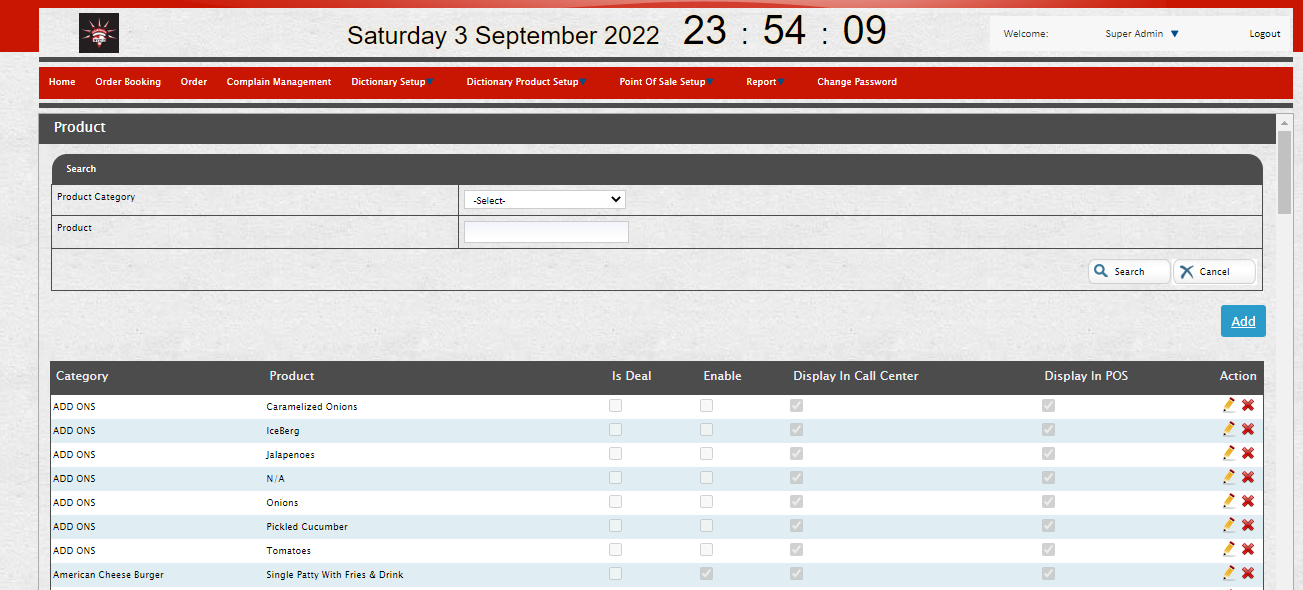 Saturday 3 September 2022 23 : 54 : 09
Welcome: Super Admin Logout
Home Order Booking Order Complain Management Dictionary Setup Dictionary Product Setup Point Of Sale Setup Report Change Password
Product
Search
Product Category -Select-
Product
Search Cancel
Add
Category Product Is Deal Enable Display In Call Center Display In POS Action
ADD ONS Caramelized Onions
ADD ONS IceBerg
ADD ONS Jalapenoes
ADD ONS N/A
ADD ONS Onions
ADD ONS Pickled Cucumber
ADD ONS Tomatoes
American Cheese Burger Single Patty With Fries & Drink